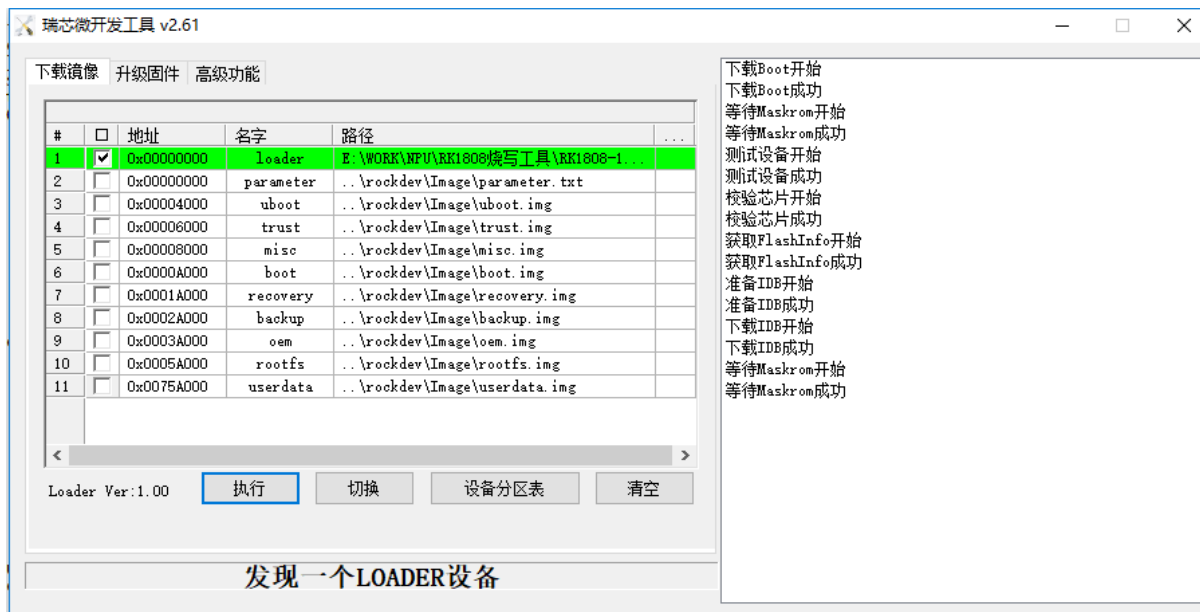 瑞芯微开发工具 v2.61
下载镜像 升级固件 高级功能
# 地址 名字 路径 ...
1 0x00000000 loader E:\WORK\NPU\RK1808烧写工具\RK1808-1...
2 0x00000000 parameter ..\rockdev\Image\parameter.txt
3 0x00004000 uboot ..\rockdev\Image\uboot.img
4 0x00006000 trust ..\rockdev\Image\trust.img
5 0x00008000 misc ..\rockdev\Image\misc.img
6 0x0000A000 boot ..\rockdev\Image\boot.img
7 0x0001A000 recovery ..\rockdev\Image\recovery.img
8 0x0002A000 backup ..\rockdev\Image\backup.img
9 0x0003A000 oem ..\rockdev\Image\oem.img
10 0x0005A000 rootfs ..\rockdev\Image\rootfs.img
11 0x0075A000 userdata ..\rockdev\Image\userdata.img
Loader Ver:1.00 执行 切换 设备分区表 清空
发现一个LOADER设备
下载Boot开始
下载Boot成功
等待Maskrom开始
等待Maskrom成功
测试设备开始
测试设备成功
校验芯片开始
校验芯片成功
获取FlashInfo开始
获取FlashInfo成功
准备IDB开始
准备IDB成功
下载IDB开始
下载IDB成功
等待Maskrom开始
等待Maskrom成功